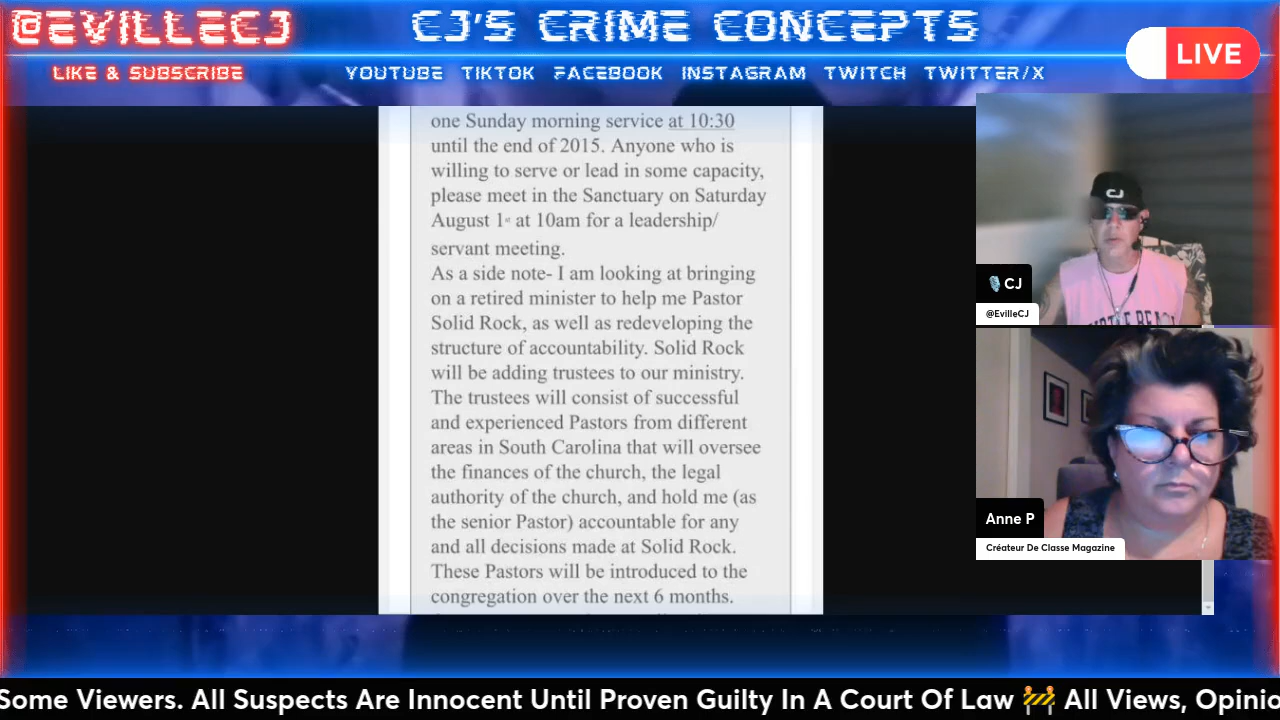 @EVILLECJ
CJ'S CRIME CONCEPTS
LIVE
LIKE & SUBSCRIBE
YOUTUBE TIKTOK FACEBOOK INSTAGRAM TWITCH TWITTER/X
one Sunday morning service at 10:30
until the end of 2015. Anyone who is
willing to serve or lead in some capacity,
please meet in the Sanctuary on Saturday
August 1st at 10am for a leadership/
servant meeting.
As a side note- I am looking at bringing
on a retired minister to help me Pastor
Solid Rock, as well as redeveloping the
structure of accountability. Solid Rock
will be adding trustees to our ministry.
The trustees will consist of successful
and experienced Pastors from different
areas in South Carolina that will oversee
the finances of the church, the legal
authority of the church, and hold me (as
the senior Pastor) accountable for any
and all decisions made at Solid Rock.
These Pastors will be introduced to the
congregation over the next 6 months.
CJ
CJ
@EvilleCJ
Anne P
Créateur De Classe Magazine
Some Viewers. All Suspects Are Innocent Until Proven Guilty In A Court Of Law 🚧 All Views, Opinio